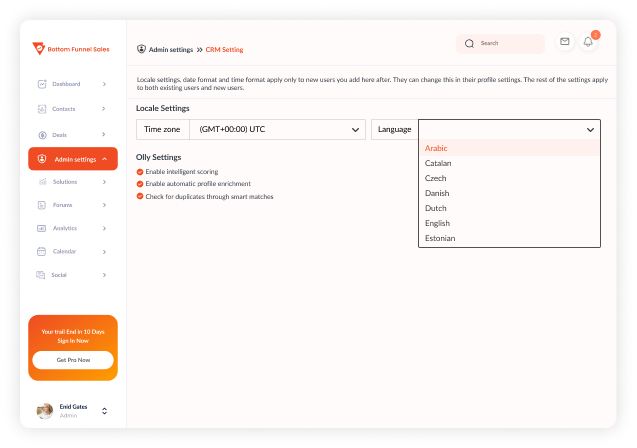 Bottom Funnel Sales
Admin settings
CRM Setting
Search
2
Locale settings, date format and time format apply only to new users you add here after. They can change this in their profile settings. The rest of the settings apply
to both existing users and new users.
Dashboard
Contacts
Deals
Admin settings
Solutions
Forums
Analytics
Calendar
Social
Locale Settings
Time zone
(GMT+00:00) UTC
Language
Arabic
Catalan
Czech
Danish
Dutch
English
Estonian
Olly Settings
Enable intelligent scoring
Enable automatic profile enrichment
Check for duplicates through smart matches
Your trail End in 10 Days
Sign In Now
Get Pro Now
Enid Gates
Admin